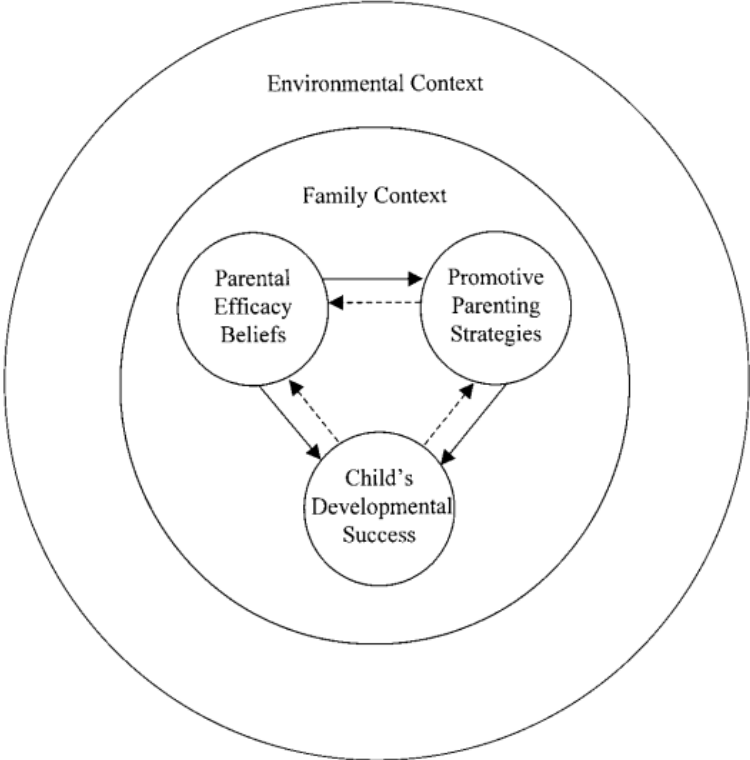 Environmental Context
Family Context
Parental
Efficacy
Beliefs
Promotive
Parenting
Strategies
Child's
Developmental
Success